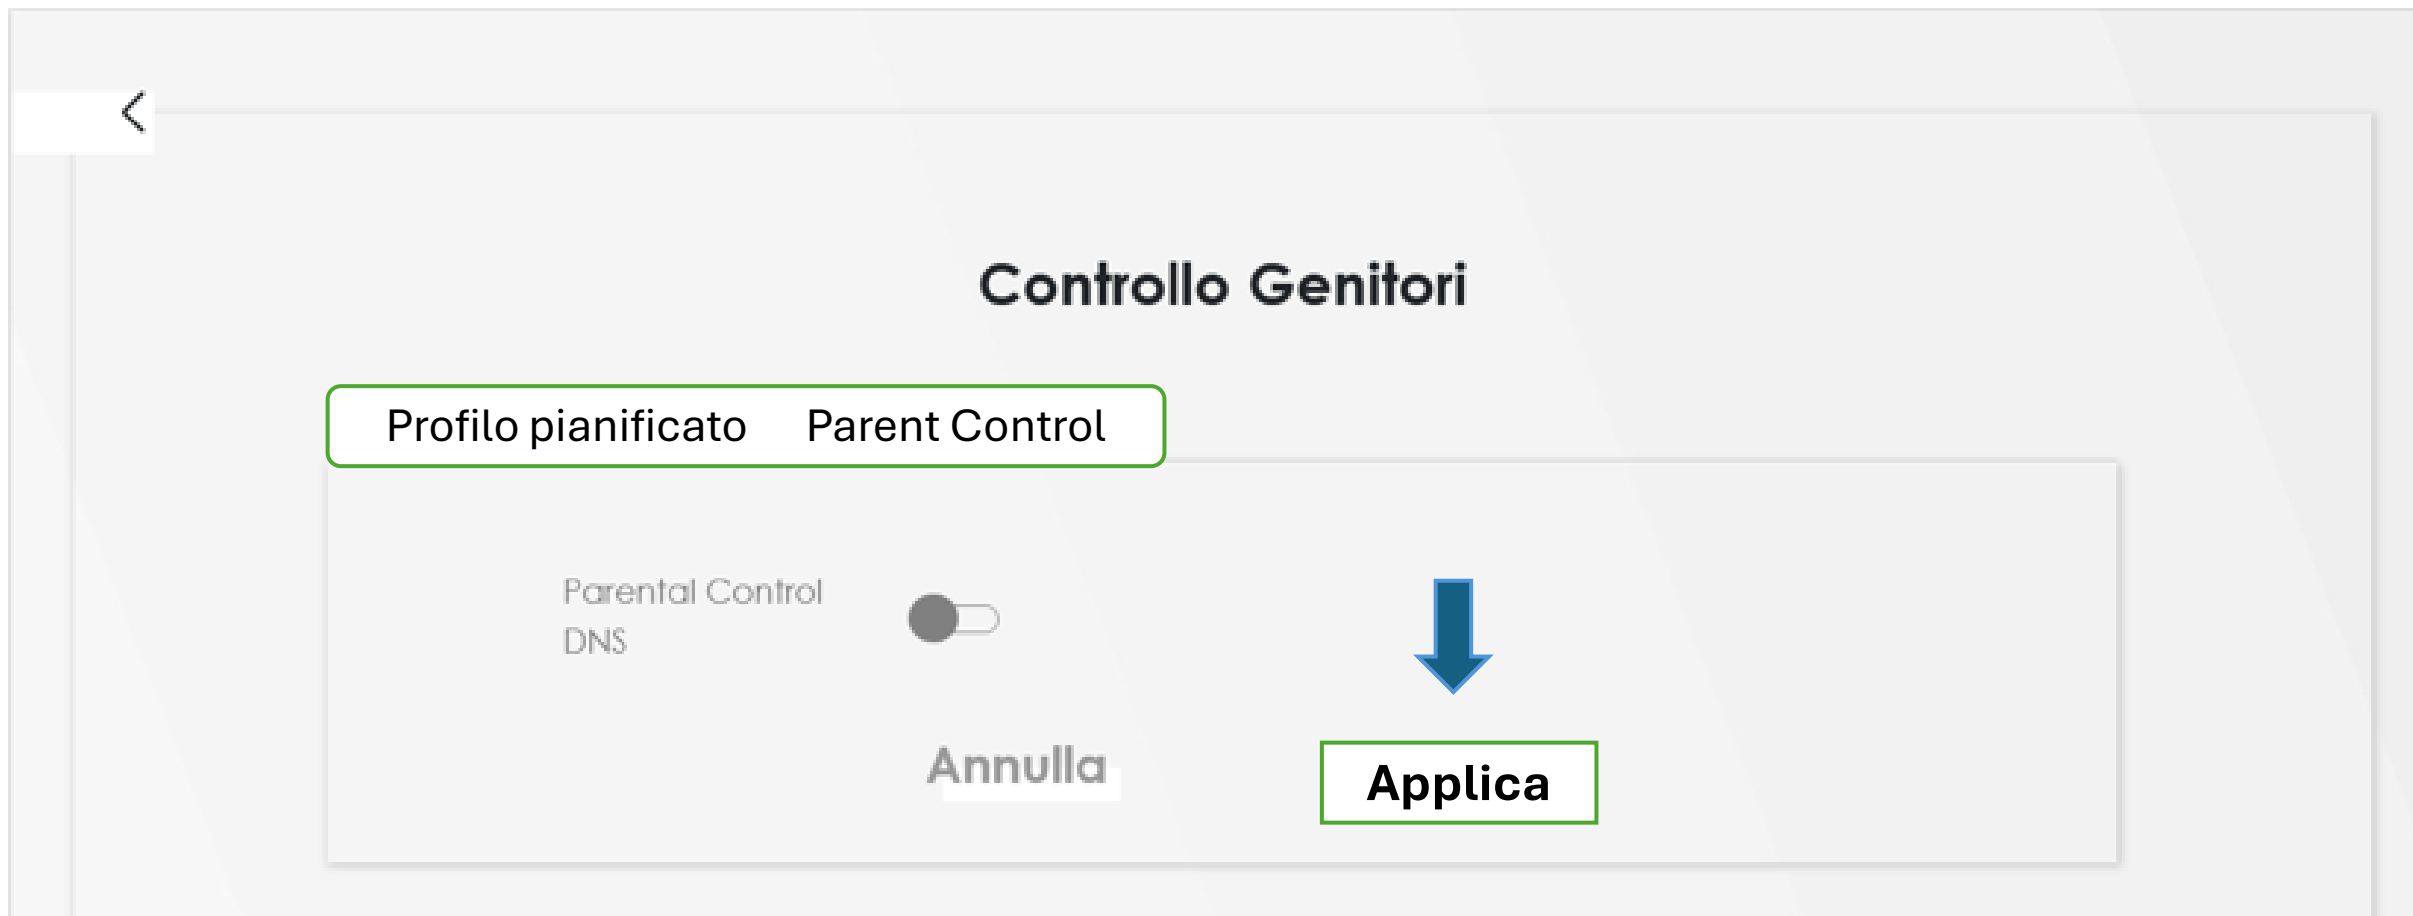 Controllo Genitori
Profilo pianificato Parent Control
Parental Control
DNS
Annulla
Applica